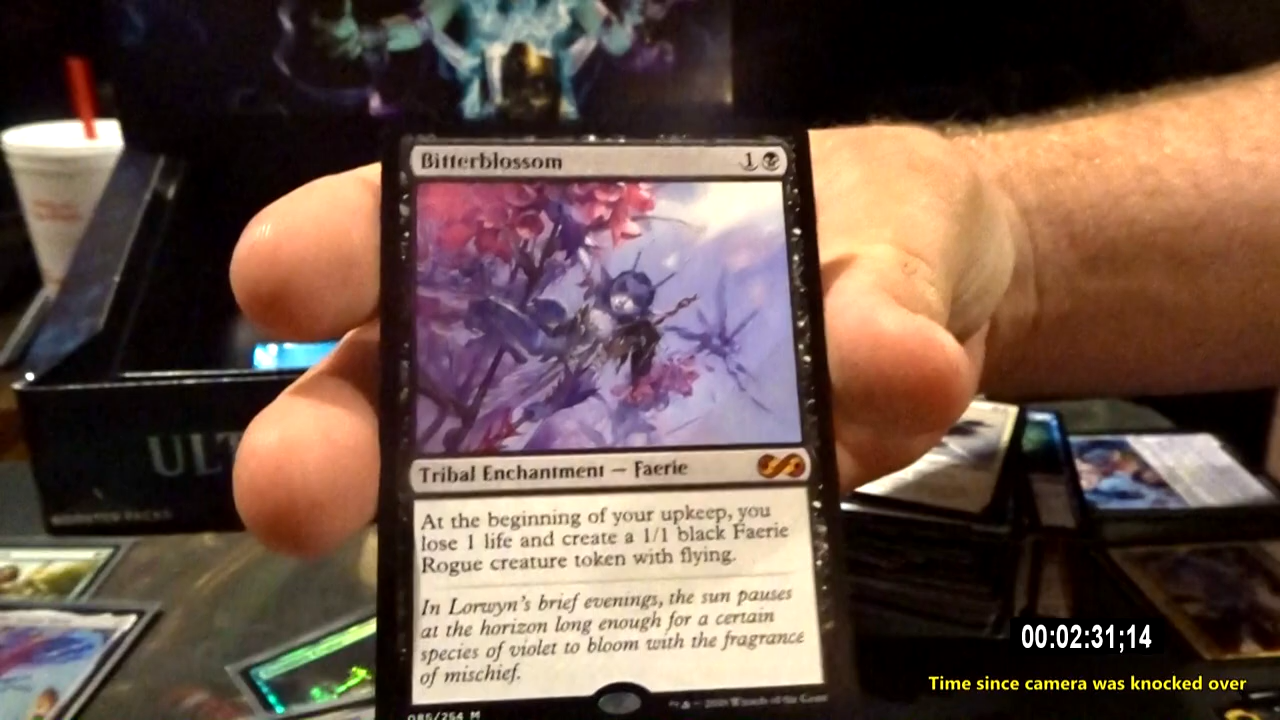 Bitterblossom 1
Tribal Enchantment — Faerie
At the beginning of your upkeep, you
lose 1 life and create a 1/1 black Faerie
Rogue creature token with flying.
In Lorwyn's brief evenings, the sun pauses
at the horizon long enough for a certain
species of violet to bloom with the fragrance
of mischief.
085/254 M
ULT
BOOSTER PACKS
00:02:31;14
Time since camera was knocked over